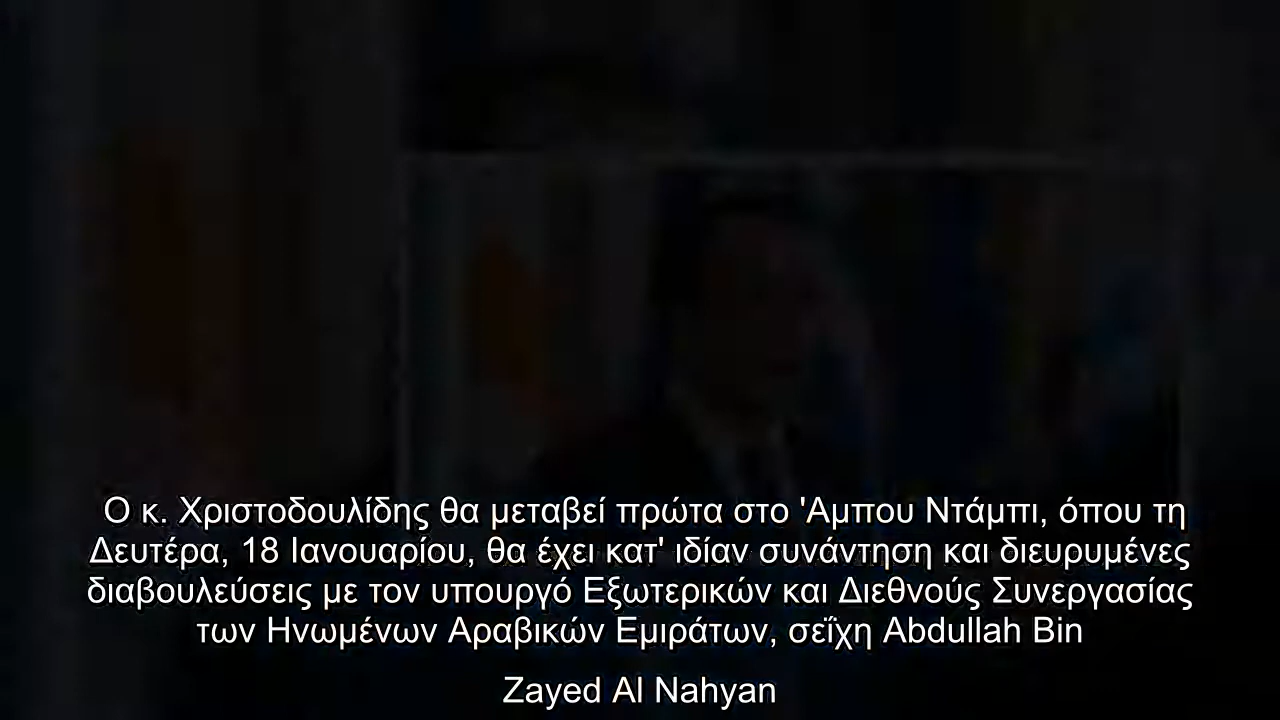 Ο κ. Χριστοδουλίδης θα μεταβεί πρώτα στο 'Αμπου Ντάμπι, όπου τη
Δευτέρα, 18 Ιανουαρίου, θα έχει κατ' ιδίαν συνάντηση και διευρυμένες
διαβουλεύσεις με τον υπουργό Εξωτερικών και Διεθνούς Συνεργασίας
των Ηνωμένων Αραβικών Εμιράτων, σεΐχη Abdullah Bin
Zayed Al Nahyan